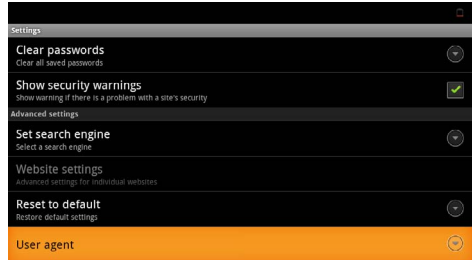 Settings
Clear passwords
Clear all saved passwords
Show security warnings
Show warning if there is a problem with a site's security
Advanced settings
Set search engine
Select a search engine
Website settings
Advanced settings for individual websites
Reset to default
Restore default settings
User agent